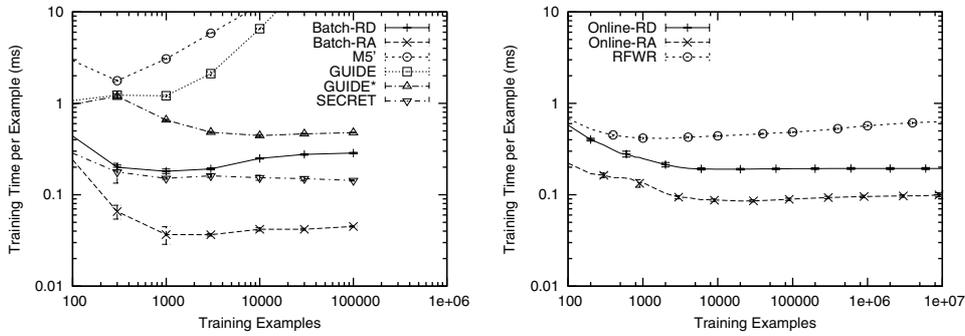 Training Time per Example (ms)
10
1
0.1
0.01
100
1000
10000
100000
1e+06
Training Examples
Batch-RD
Batch-RA
M5'
GUIDE
GUIDE*
SECRET
Training Time per Example (ms)
10
1
0.1
0.01
100
1000
10000
100000
1e+06
1e+07
Training Examples
Online-RD
Online-RA
RFWR